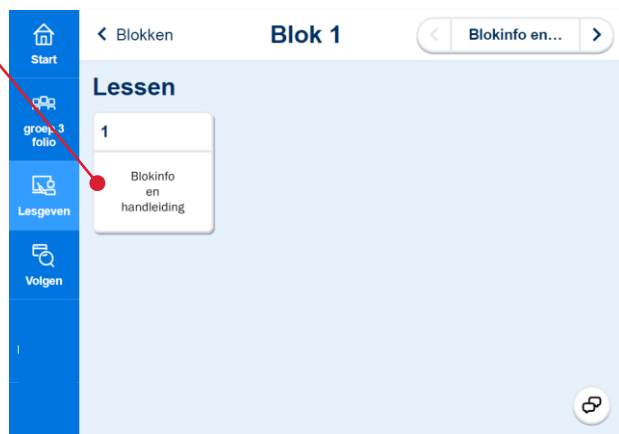 Start
groep 3
folio
Lesgeven
Volgen
Blokken
Blok 1
Blokinfo en...
Lessen
1
Blokinfo
en
handleiding